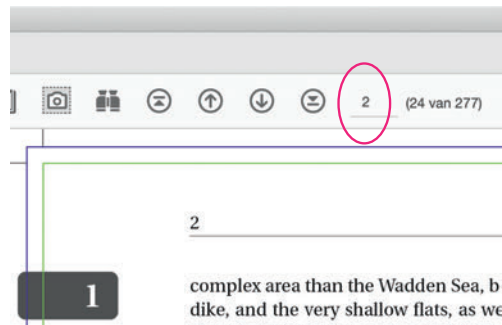 2 (24 van 277)
2
1
complex area than the Wadden Sea, b
dike, and the very shallow flats, as we